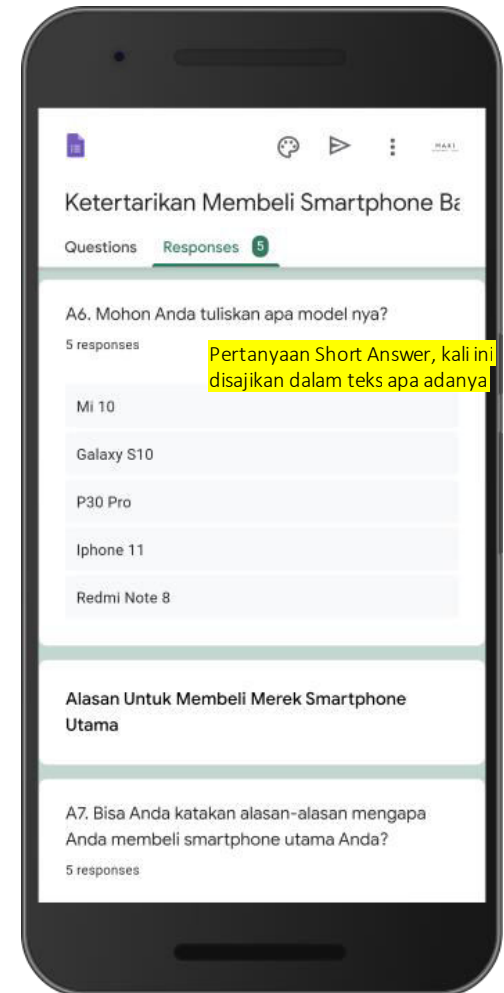 MAKI
Ketertarikan Membeli Smartphone Ba
Questions Responses 5
A6. Mohon Anda tuliskan apa model nya?
5 responses
Pertanyaan Short Answer, kali ini
disajikan dalam teks apa adanya
Mi 10
Galaxy S10
P30 Pro
Iphone 11
Redmi Note 8
Alasan Untuk Membeli Merek Smartphone
Utama
A7. Bisa Anda katakan alasan-alasan mengapa
Anda membeli smartphone utama Anda?
5 responses